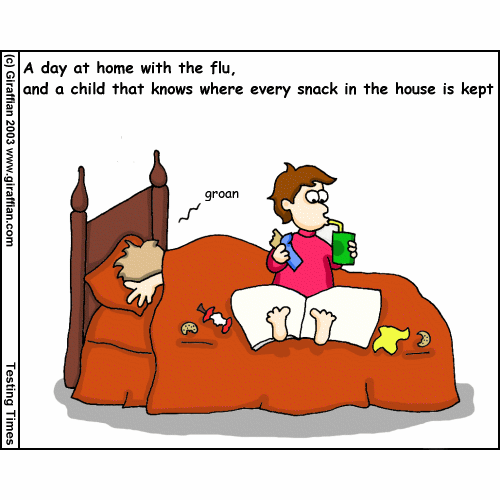 A day at home with the flu,
and a child that knows where every snack in the house is kept
groan
(c) Giraffian 2003 www.giraffian.com
Testing Times